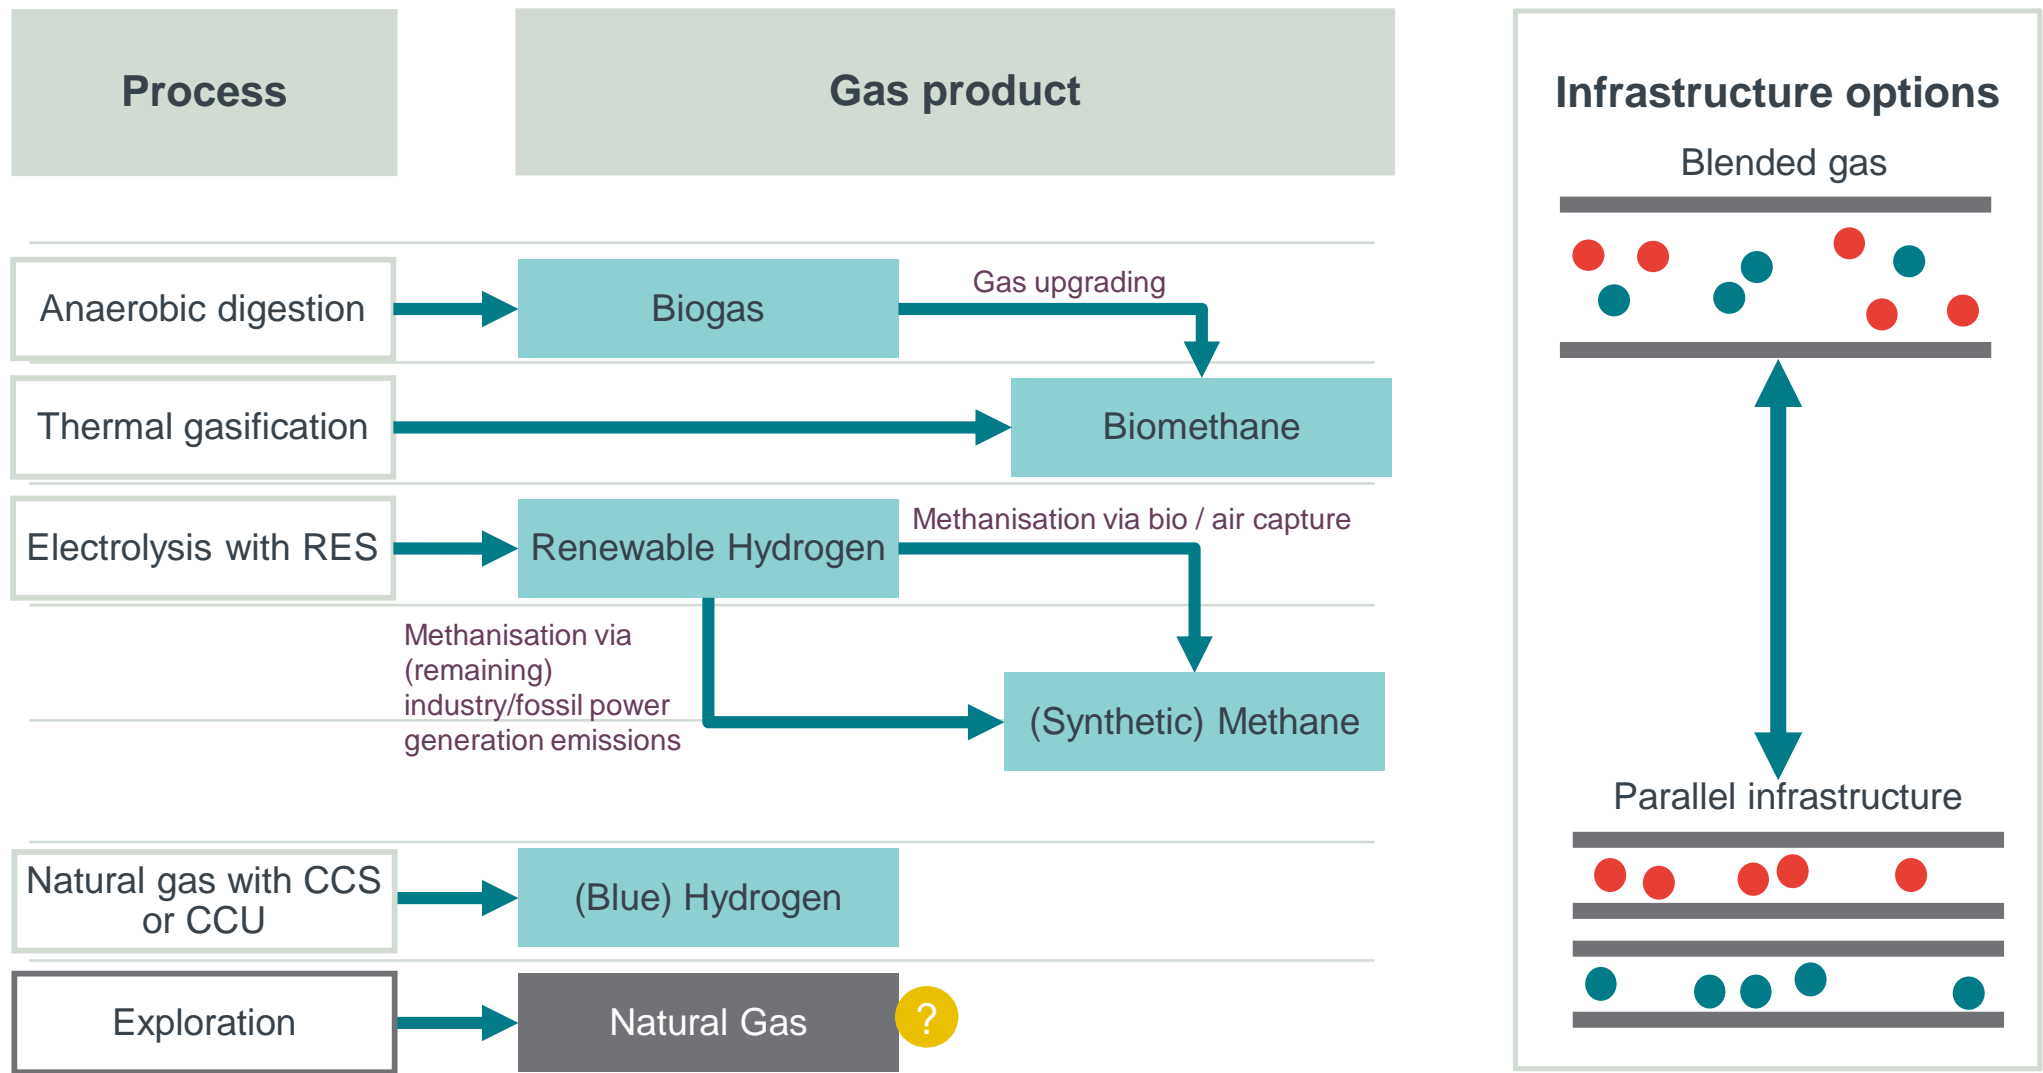 Process
Gas product
Infrastructure options
Blended gas
Anaerobic digestion
Biogas
Gas upgrading
Thermal gasification
Biomethane
Electrolysis with RES
Renewable Hydrogen
Methanisation via bio / air capture
Methanisation via
(remaining)
industry/fossil power
generation emissions
(Synthetic) Methane
Parallel infrastructure
Natural gas with CCS
or CCU
(Blue) Hydrogen
Exploration
Natural Gas
?